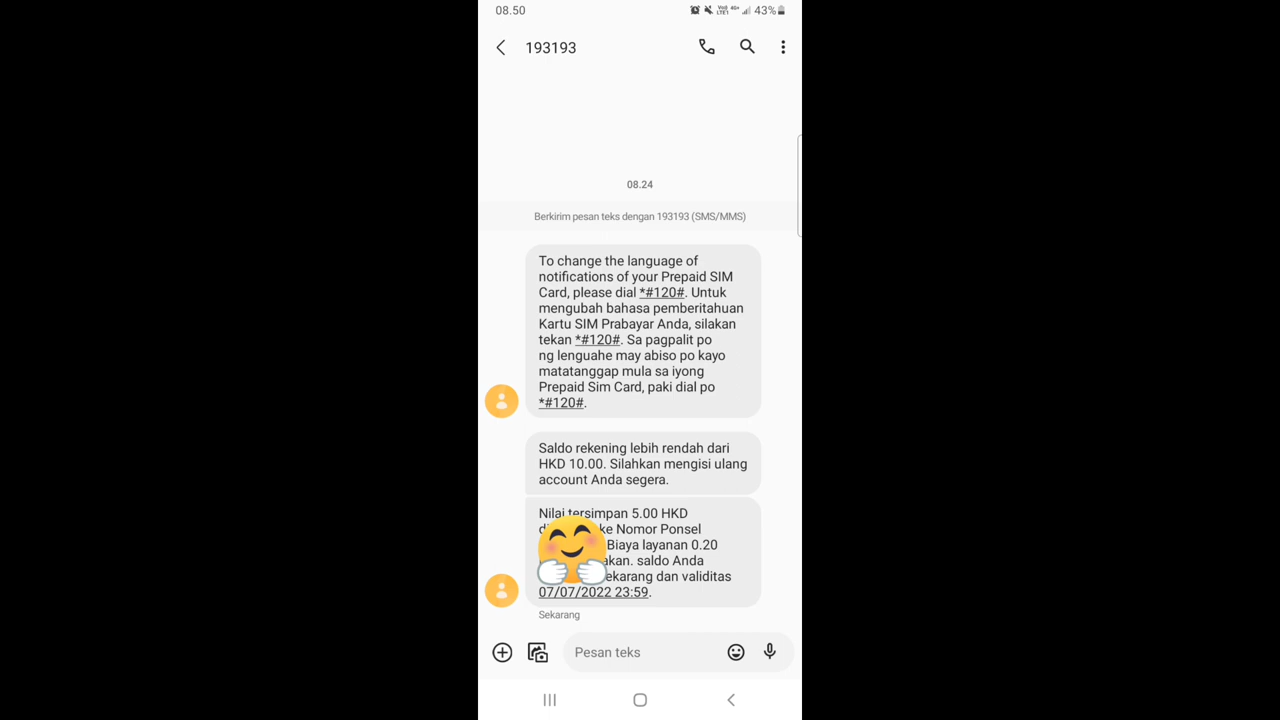 08.50
Vo))
LTE1
4G+
43%
193193
08.24
Berkirim pesan teks dengan 193193 (SMS/MMS)
To change the language of
notifications of your Prepaid SIM
Card, please dial *#120#. Untuk
mengubah bahasa pemberitahuan
Kartu SIM Prabayar Anda, silakan
tekan *#120#. Sa pagpalit po
ng lenguahe may abiso po kayo
matatanggap mula sa iyong
Prepaid Sim Card, paki dial po
*#120#.
Saldo rekening lebih rendah dari
HKD 10.00. Silahkan mengisi ulang
account Anda segera.
Nilai tersimpan 5.00 HKD
ke Nomor Ponsel
Biaya layanan 0.20
saldo Anda
dan validitas
07/07/2022 23:59.
Sekarang
Pesan teks